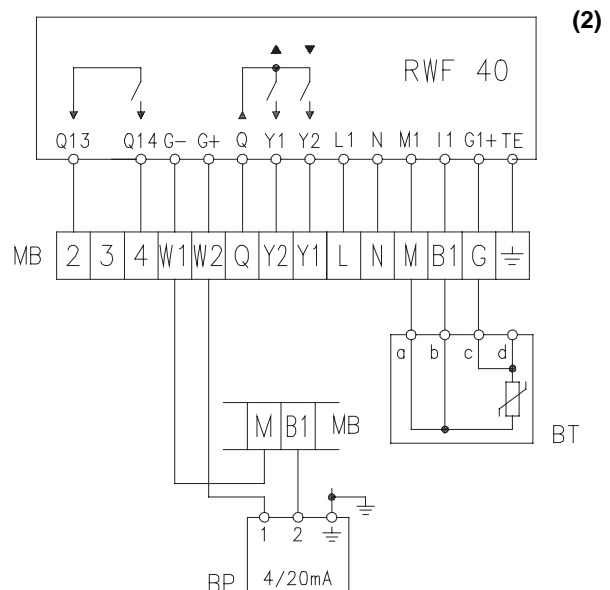 (2)
RWF 40
Q13 Q14 G- G+ Q Y1 Y2 L1 N M1 I1 G1+ TE
MB 2 3 4 W1 W2 Q Y2 Y1 L N M B1 G
a b c d
BT
M B1 MB
1 2
BP 4/20mA